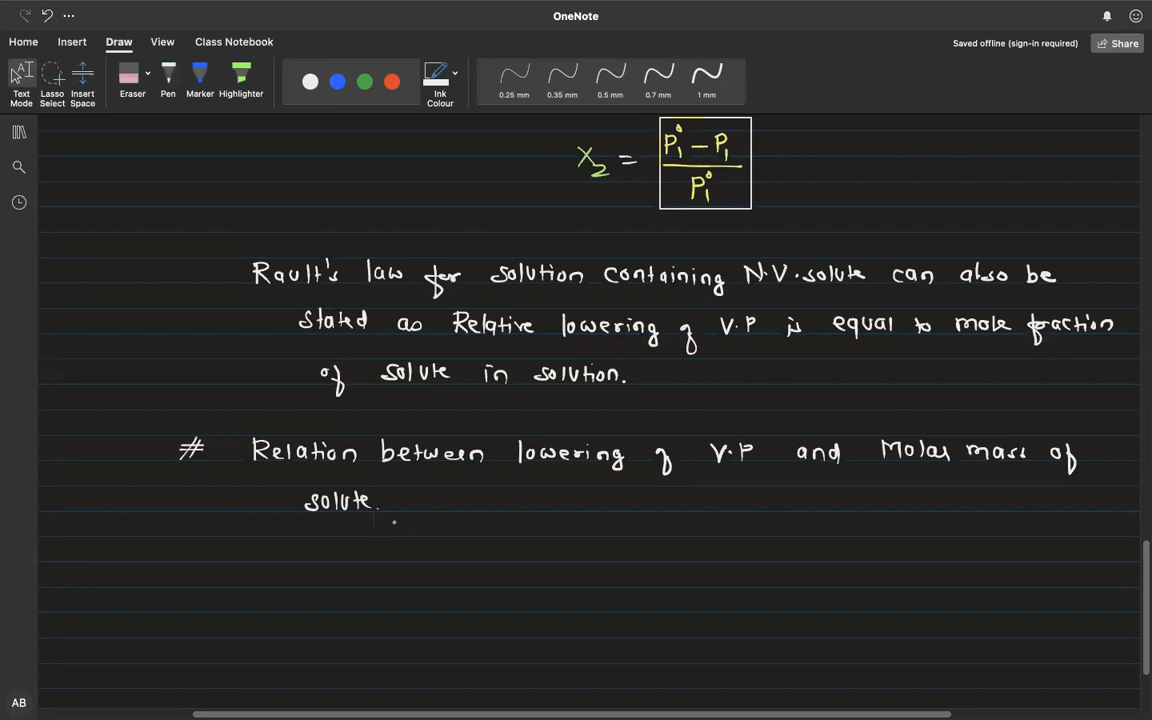 OneNote
Home Insert Draw View Class Notebook
Saved offline (sign-in required) Share
Text Mode
Lasso Select
Insert Space
Eraser
Pen
Marker
Highlighter
Ink Colour
0.25 mm 0.35 mm 0.5 mm 0.7 mm 1 mm
X₂ = (P₁° − P₁) / P₁°
Rault's law for solution containing N.V. solute can also be
stated as Relative lowering of V.P is equal to mole fraction
of solute in solution.
# Relation between lowering of V.P and Molar mass of
solute.
AB